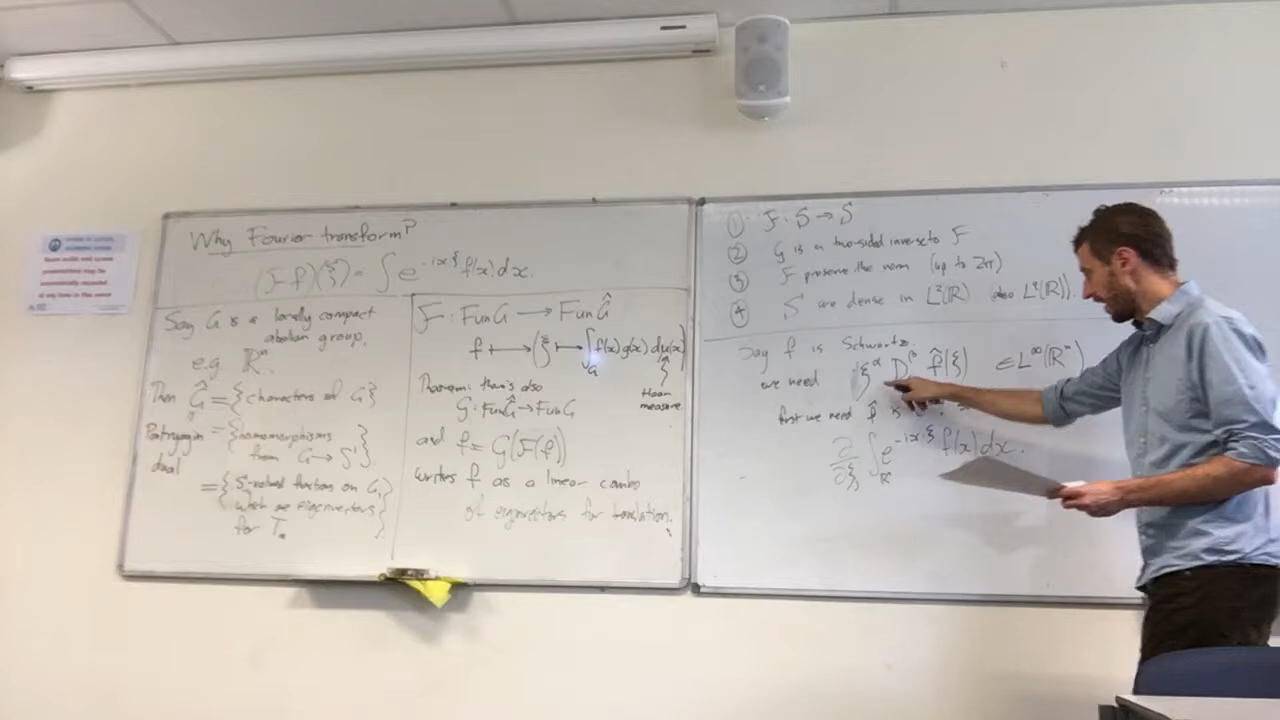 Why Fourier transform?
(F f)(ξ) = ∫ e^{-ixξ} f(x) dx.
Say G is a locally compact
abelian group,
e.g. ℝⁿ.
Then Ĝ = {characters of G}
Pontryagin
dual
= {homomorphisms
from G → S¹}
= {S¹-valued functions on G,
which are eigenvectors
for Tₐ}
F : Fun G → Fun Ĝ
f ↦ (ξ ↦ ∫_G f(x) g(x) dμ(x))
Haar
measure
Theorem: there's also
G : Fun Ĝ → Fun G
and f = G(F(f))
writes f as a linear combo
of eigenvectors for translation.
① F : S → S
② G is a two-sided inverse to F
③ F preserves the norm (up to 2π)
④ S are dense in L²(ℝ) (also L¹(ℝ)).
Say f is Schwartz.
we need |ξ^α D^β f̂(ξ)| ∈ L^∞(ℝⁿ)
first we need f̂ is
∂/∂ξ_j ∫_ℝ e^{-ixξ} f(x) dx.